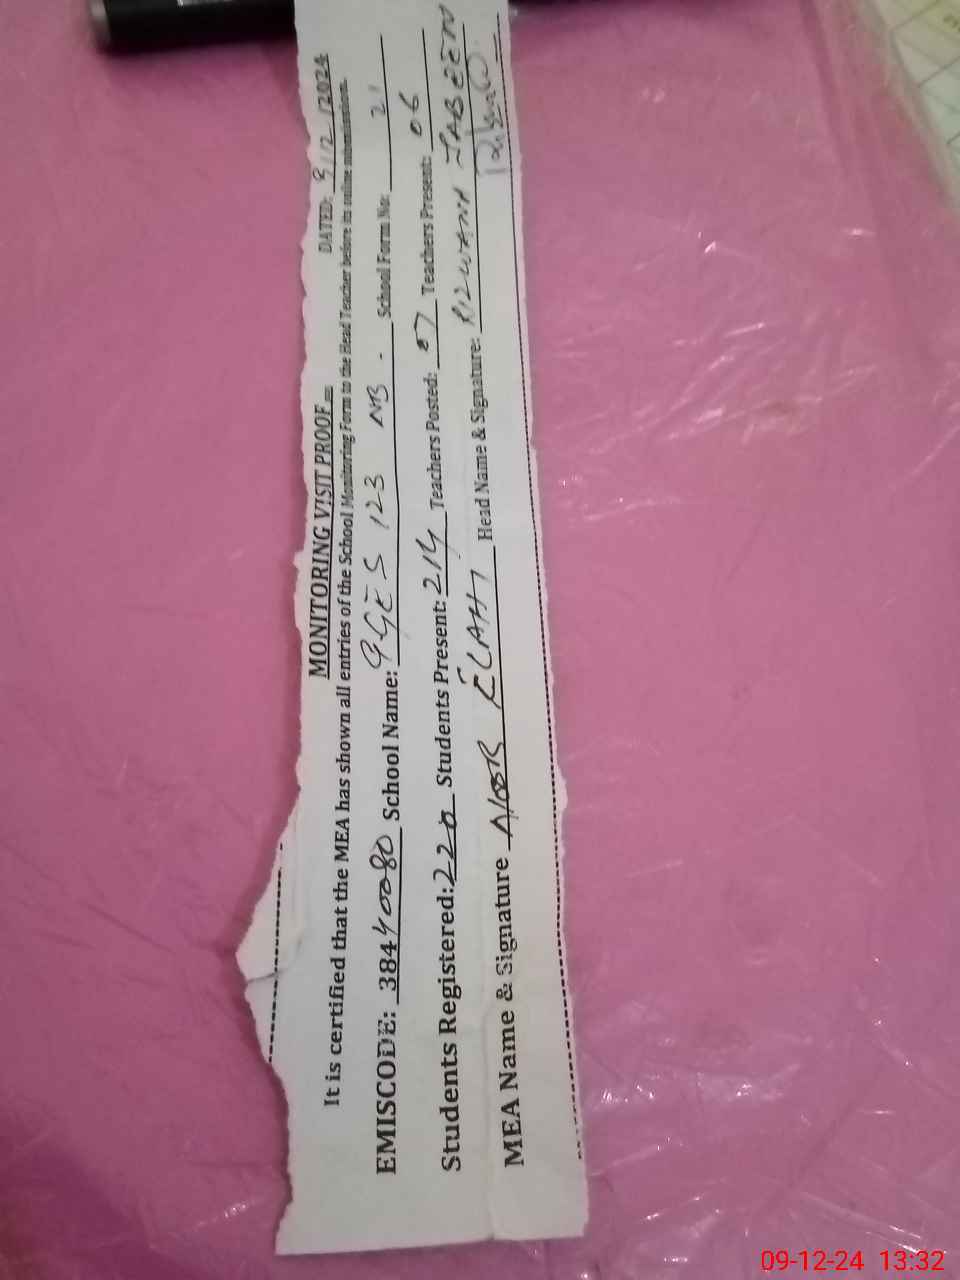 MONITORING VISIT PROOF DATED: 9/12/2024
It is certified that the MEA has shown all entries of the School Monitoring Form to the Head Teacher before its online submission.
EMISCODE: 38440080 School Name: GGES 123 NB - School Form No: 21
Students Registered: 220 Students Present: 214 Teachers Posted: 07 Teachers Present: 06
MEA Name & Signature NOOR ELAHI Head Name & Signature: RIZWANA JABEEN
09-12-24 13:32